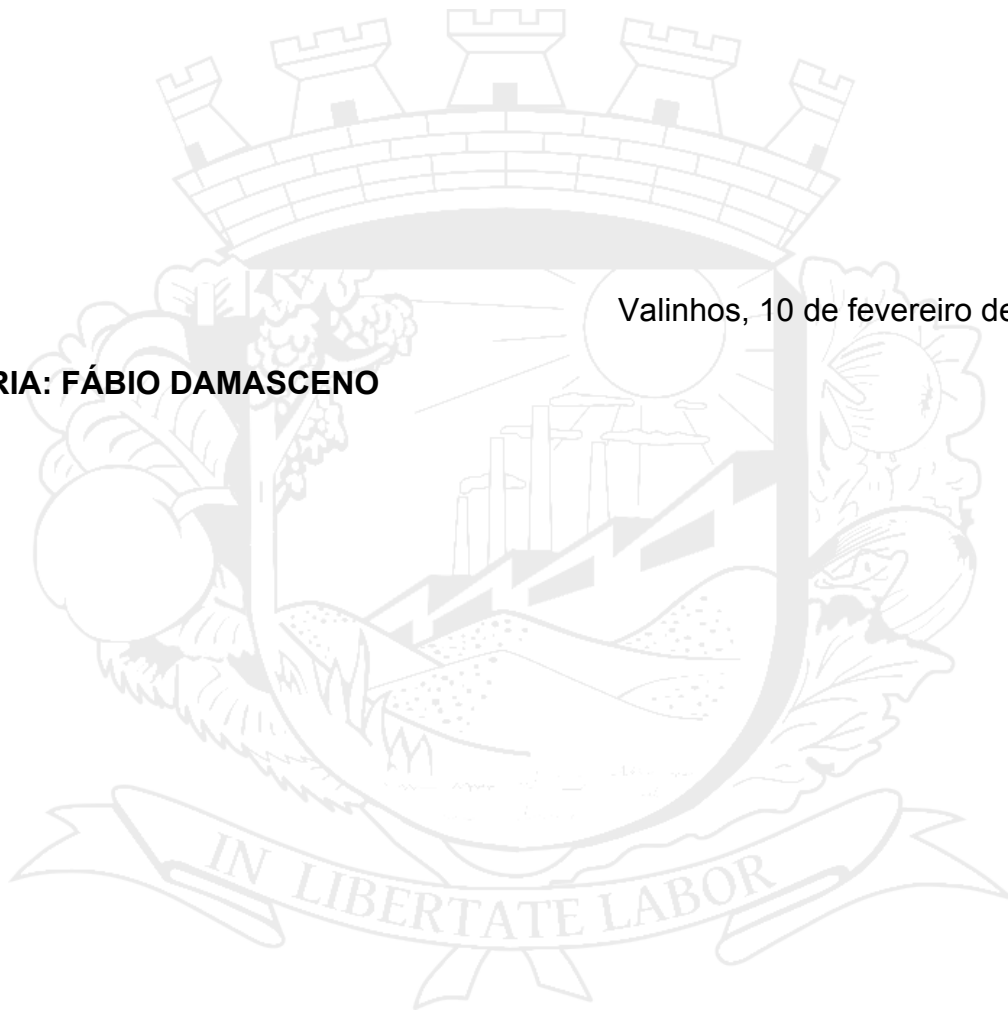 Valinhos, 10 de fevereiro de
RIA: FÁBIO DAMASCENO
IN LIBERTATE LABOR